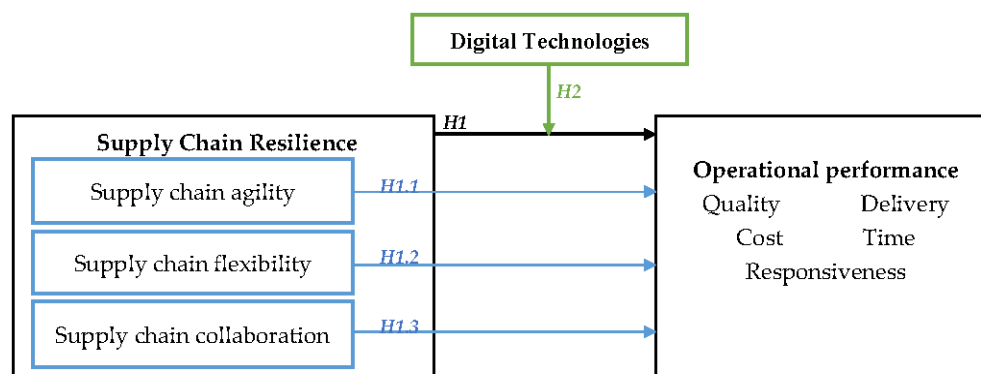 Digital Technologies
H2
H1
Supply Chain Resilience
Supply chain agility
H1.1
Supply chain flexibility
H1.2
Supply chain collaboration
H1.3
Operational performance
Quality Delivery
Cost Time
Responsiveness